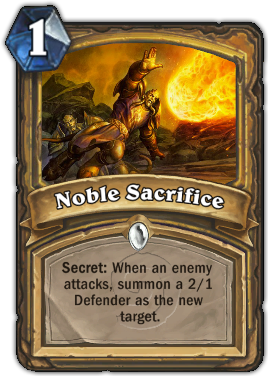 1
Noble Sacrifice
Secret: When an enemy
attacks, summon a 2/1
Defender as the new
target.